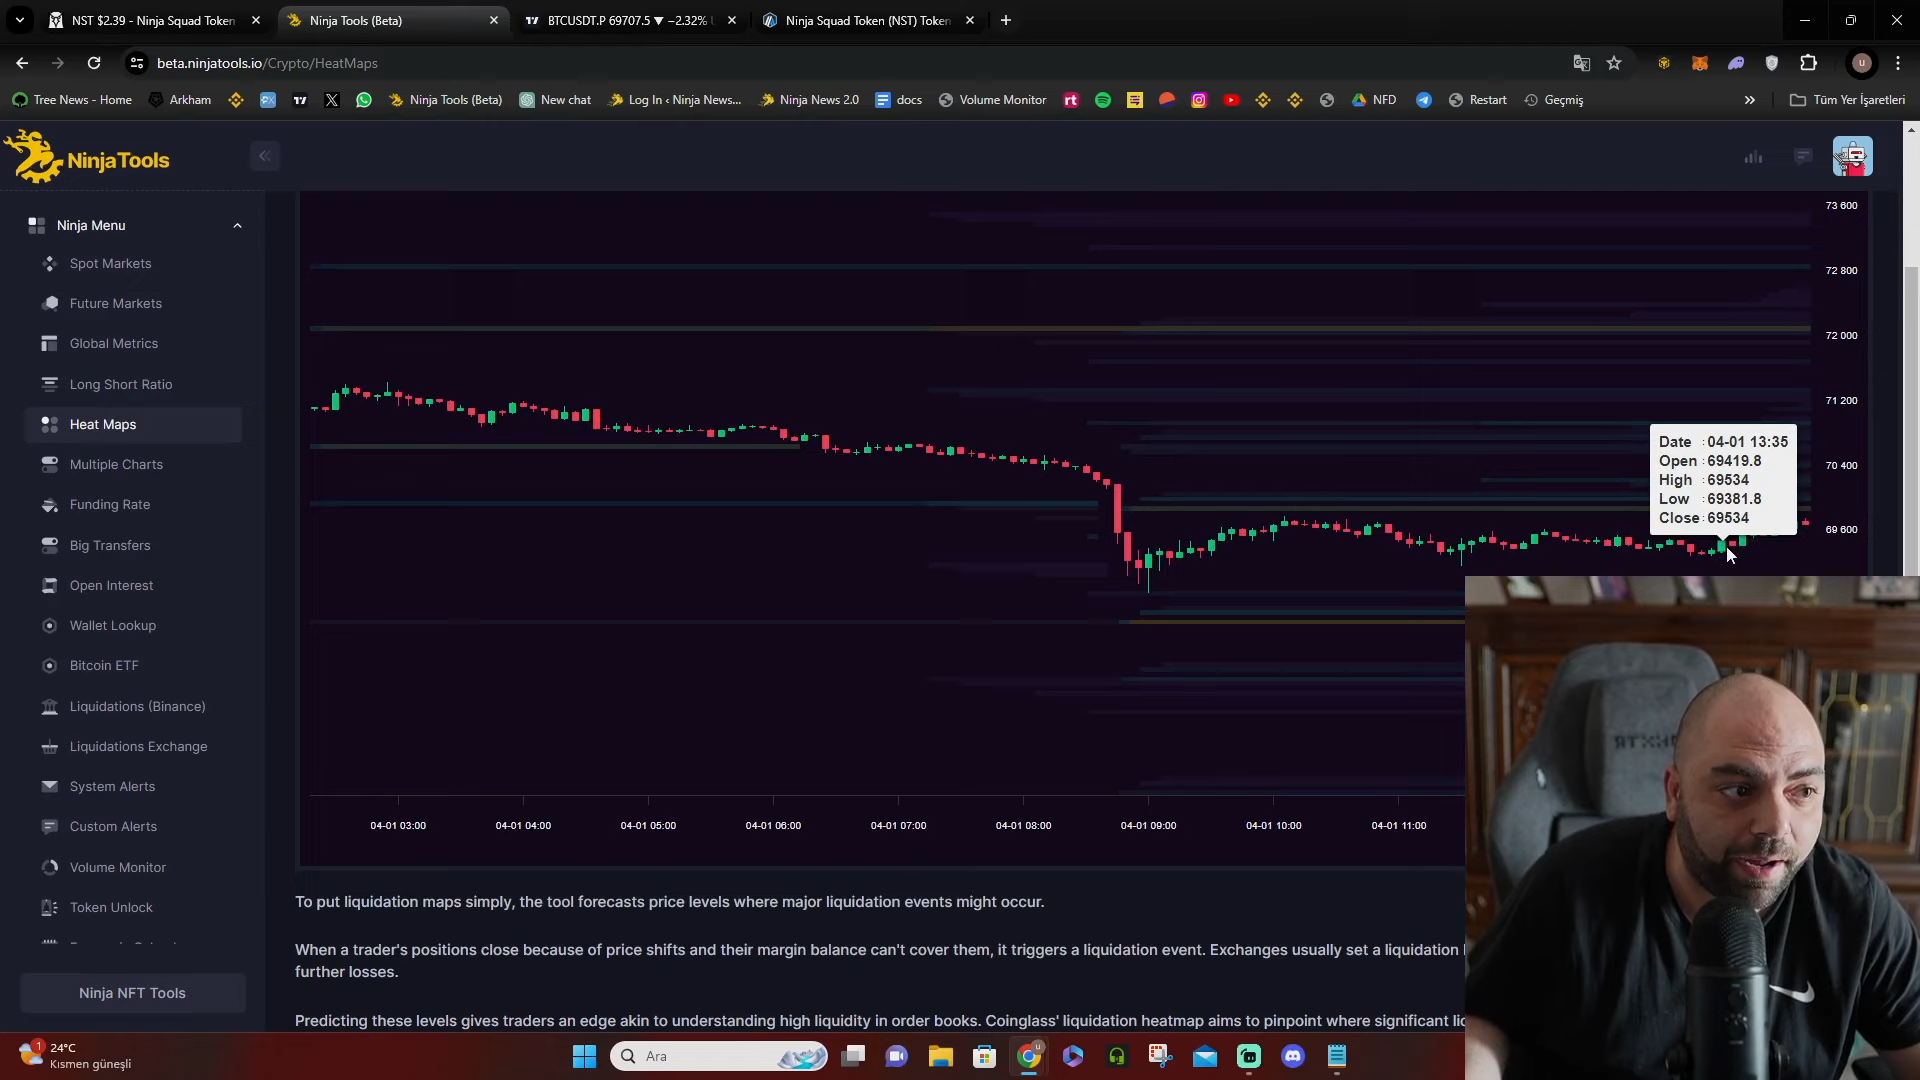 NST $2.39 - Ninja Squad Token
Ninja Tools (Beta)
BTCUSDT.P 69707.5 ▼ −2.32%
Ninja Squad Token (NST) Token
beta.ninjatools.io/Crypto/HeatMaps
u
Tree News - Home
Arkham
Ninja Tools (Beta)
New chat
Log In ‹ Ninja News...
Ninja News 2.0
docs
Volume Monitor
rt
NFD
Restart
Geçmiş
Tüm Yer İşaretleri
NinjaTools
Ninja Menu
Spot Markets
Future Markets
Global Metrics
Long Short Ratio
Heat Maps
Multiple Charts
Funding Rate
Big Transfers
Open Interest
Wallet Lookup
Bitcoin ETF
Liquidations (Binance)
Liquidations Exchange
System Alerts
Custom Alerts
Volume Monitor
Token Unlock
Ninja NFT Tools
73 600
72 800
72 000
71 200
70 400
69 600
Date : 04-01 13:35
Open : 69419.8
High : 69534
Low : 69381.8
Close : 69534
04-01 03:00
04-01 04:00
04-01 05:00
04-01 06:00
04-01 07:00
04-01 08:00
04-01 09:00
04-01 10:00
04-01 11:00
To put liquidation maps simply, the tool forecasts price levels where major liquidation events might occur.
When a trader's positions close because of price shifts and their margin balance can't cover them, it triggers a liquidation event. Exchanges usually set a liquidation
further losses.
Predicting these levels gives traders an edge akin to understanding high liquidity in order books. Coinglass' liquidation heatmap aims to pinpoint where significant
1
24°C
Kısmen güneşli
Ara